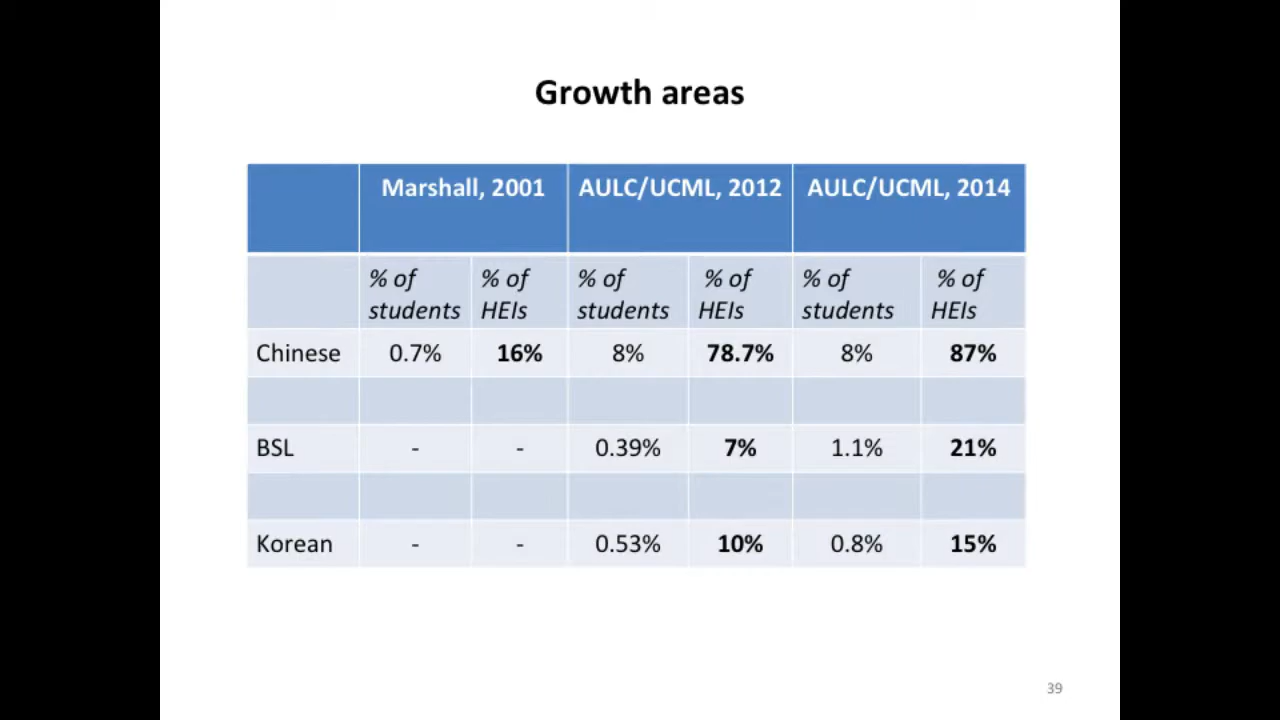 Growth areas
Marshall, 2001 AULC/UCML, 2012 AULC/UCML, 2014
% of students % of HEIs % of students % of HEIs % of students % of HEIs
Chinese 0.7% 16% 8% 78.7% 8% 87%
BSL - - 0.39% 7% 1.1% 21%
Korean - - 0.53% 10% 0.8% 15%
39